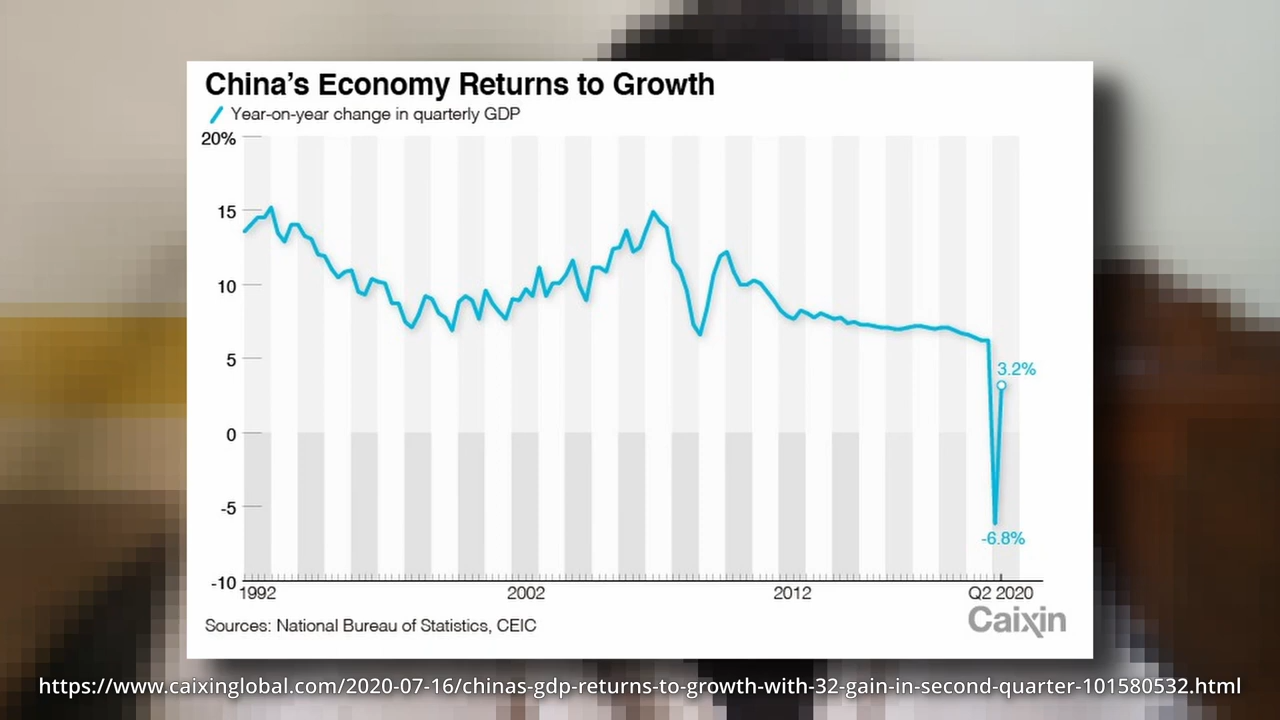 China's Economy Returns to Growth
Year-on-year change in quarterly GDP
20%
15
10
5
0
-5
-10
3.2%
-6.8%
1992 2002 2012 Q2 2020
Sources: National Bureau of Statistics, CEIC
Caixin
https://www.caixinglobal.com/2020-07-16/chinas-gdp-returns-to-growth-with-32-gain-in-second-quarter-101580532.html